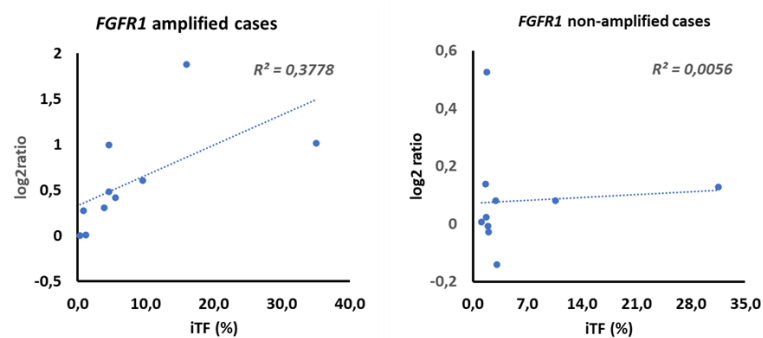 FGFR1 amplified cases
R² = 0,3778
log2ratio
2
1,5
1
0,5
0
-0,5
0,0 10,0 20,0 30,0 40,0
iTF (%)
FGFR1 non-amplified cases
R² = 0,0056
log2 ratio
0,6
0,4
0,2
0
-0,2
0,0 7,0 14,0 21,0 28,0 35,0
iTF (%)